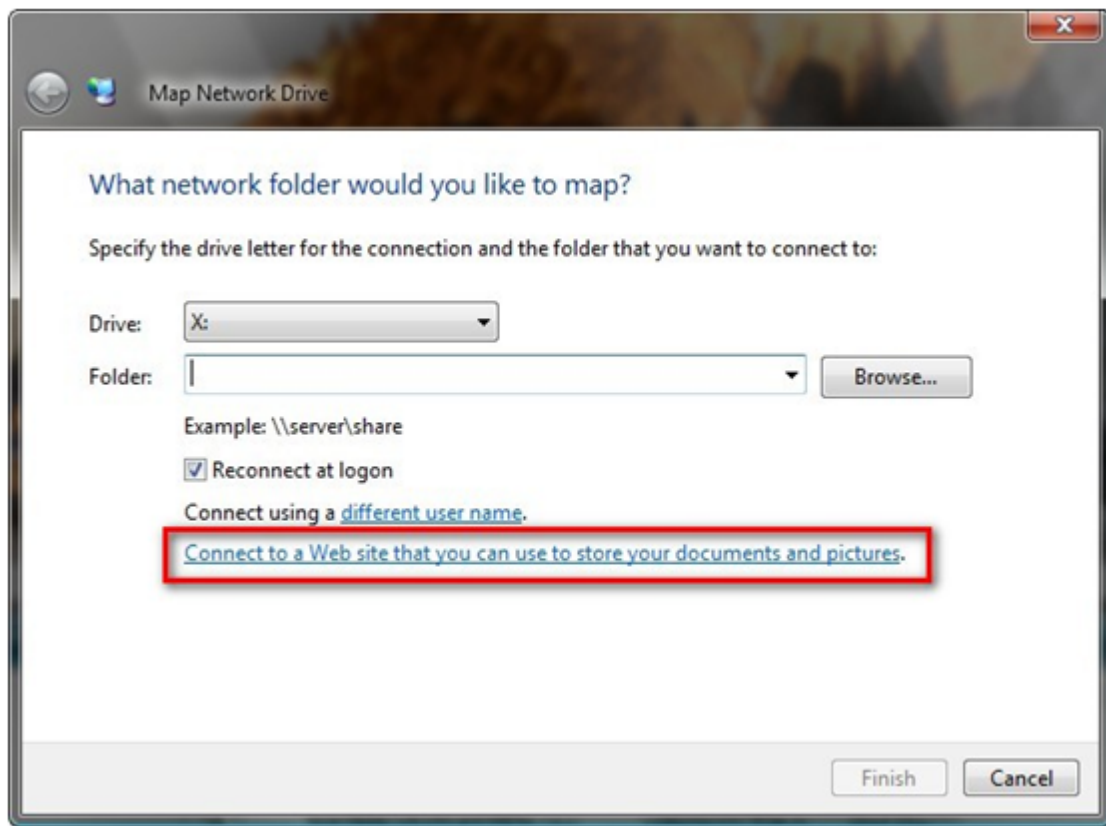 Map Network Drive
What network folder would you like to map?
Specify the drive letter for the connection and the folder that you want to connect to:
Drive: X:
Folder: Browse...
Example: \\server\share
Reconnect at logon
Connect using a different user name.
Connect to a Web site that you can use to store your documents and pictures.
Finish Cancel